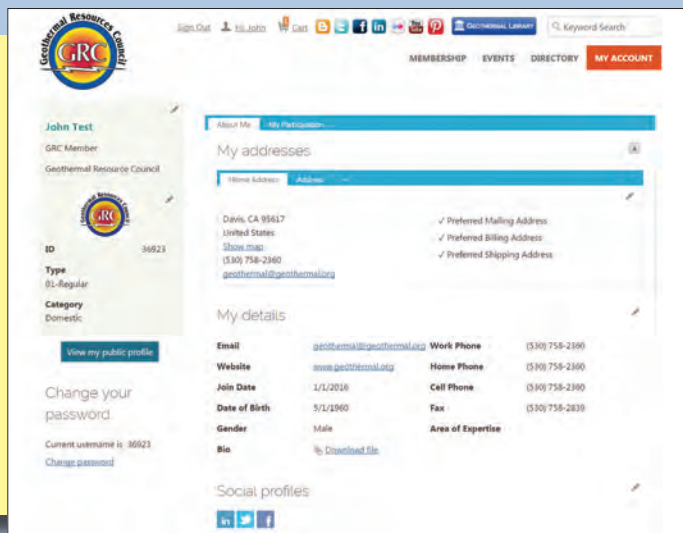 Geothermal Resources Council
GRC
Sign Out Hi, John Cart GEOTHERMAL LIBRARY Keyword Search
MEMBERSHIP EVENTS DIRECTORY MY ACCOUNT
John Test
GRC Member
Geothermal Resource Council
Geothermal Resources Council
GRC
ID 36923
Type
01-Regular
Category
Domestic
View my public profile
Change your
password
Current username is 36923
Change password
About Me My Participation
My addresses
Home Address Address
Davis, CA 95617
United States
Show map
(530) 758-2360
geothermal@geothermal.org
✓ Preferred Mailing Address
✓ Preferred Billing Address
✓ Preferred Shipping Address
My details
Email geothermal@geothermal.org Work Phone (530) 758-2360
Website www.geothermal.org Home Phone (530) 758-2360
Join Date 1/1/2016 Cell Phone (530) 758-2360
Date of Birth 5/1/1960 Fax (530) 758-2839
Gender Male Area of Expertise
Bio Download file
Social profiles